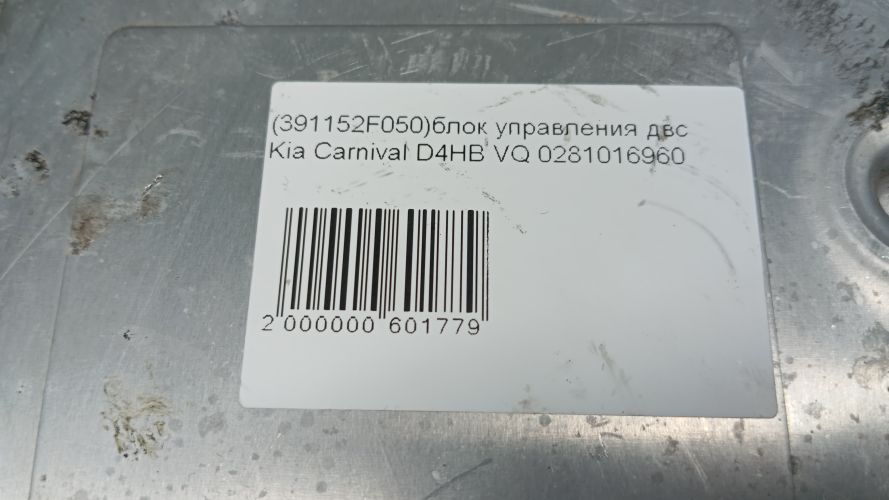 (391152F050)блок управления двс
Kia Carnival D4HB VQ 0281016960
2 000000 601779